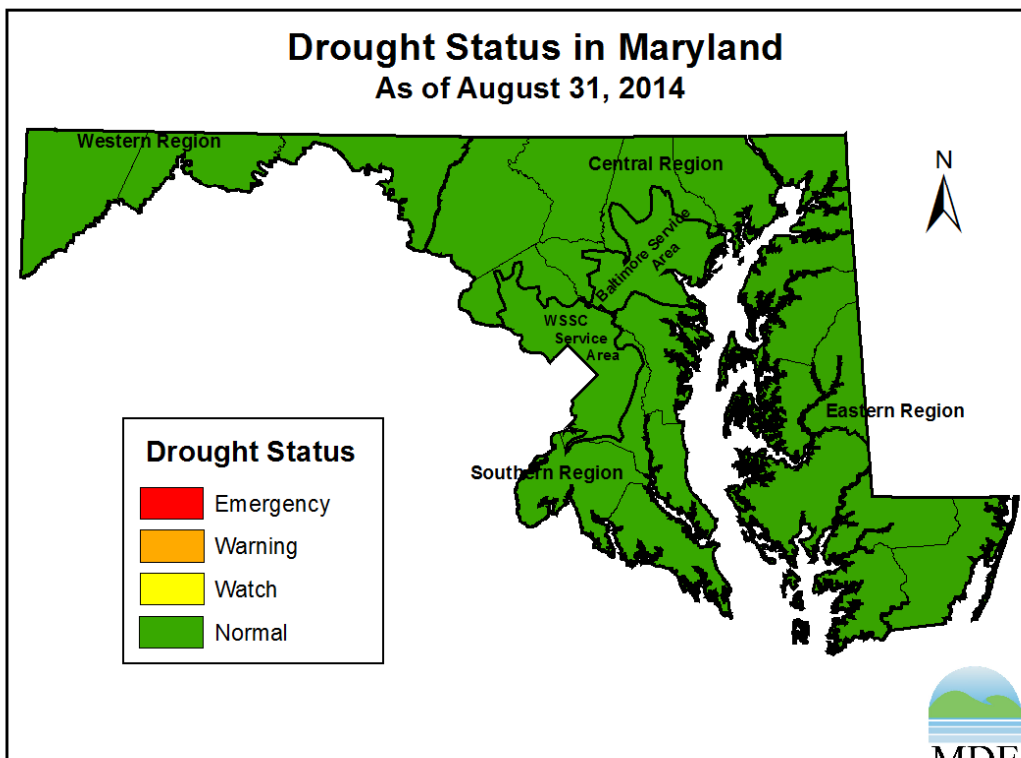 Drought Status in Maryland
As of August 31, 2014
Western Region
Central Region
N
Baltimore Service
Area
WSSC
Service
Area
Eastern Region
Southern Region
Drought Status
Emergency
Warning
Watch
Normal
MDE